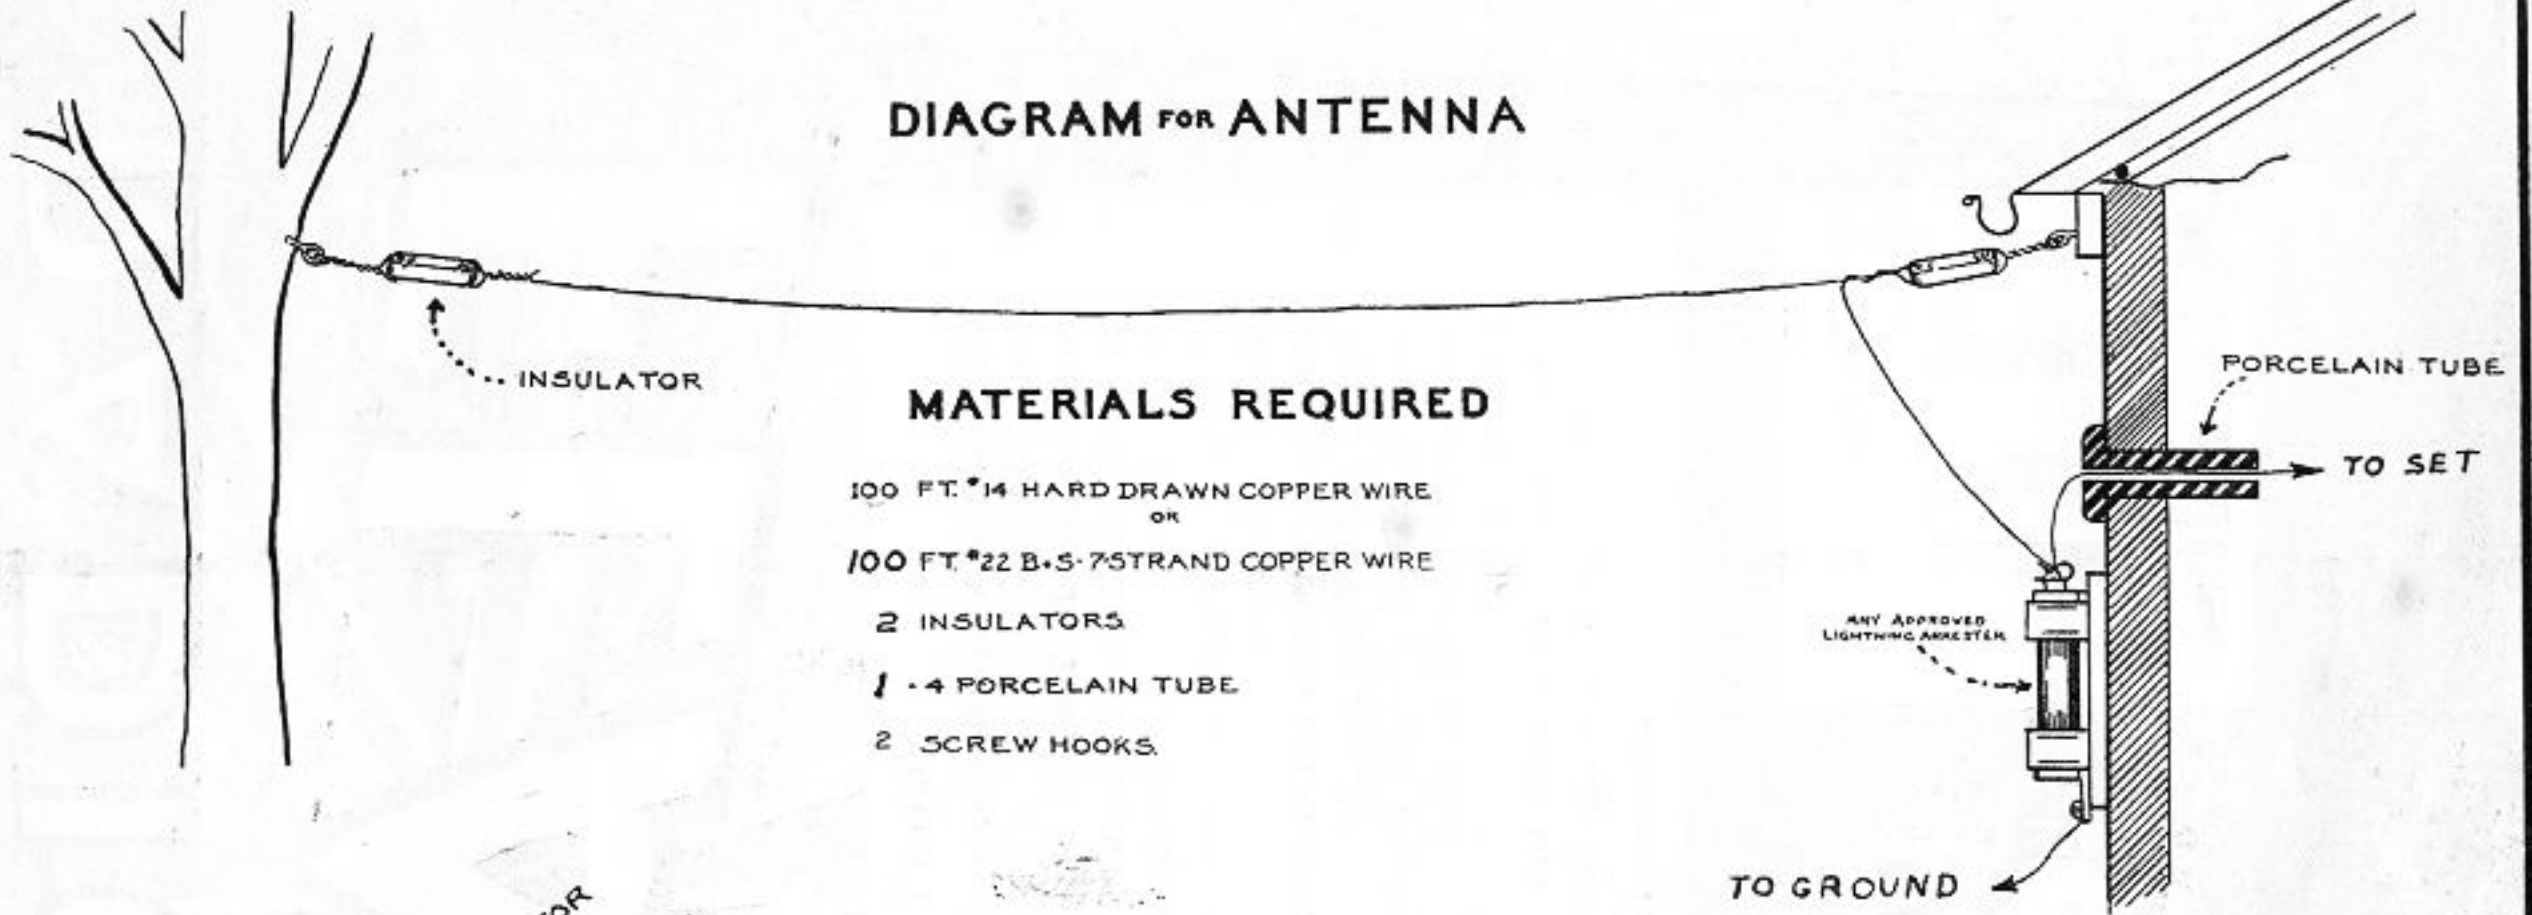 DIAGRAM FOR ANTENNA
INSULATOR
PORCELAIN TUBE
MATERIALS REQUIRED
TO SET
100 FT. #14 HARD DRAWN COPPER WIRE
OR
100 FT. #22 B.+S. 7-STRAND COPPER WIRE
2 INSULATORS
ANY APPROVED
LIGHTNING ARRESTER
1 - 4 PORCELAIN TUBE
2 SCREW HOOKS.
TO GROUND